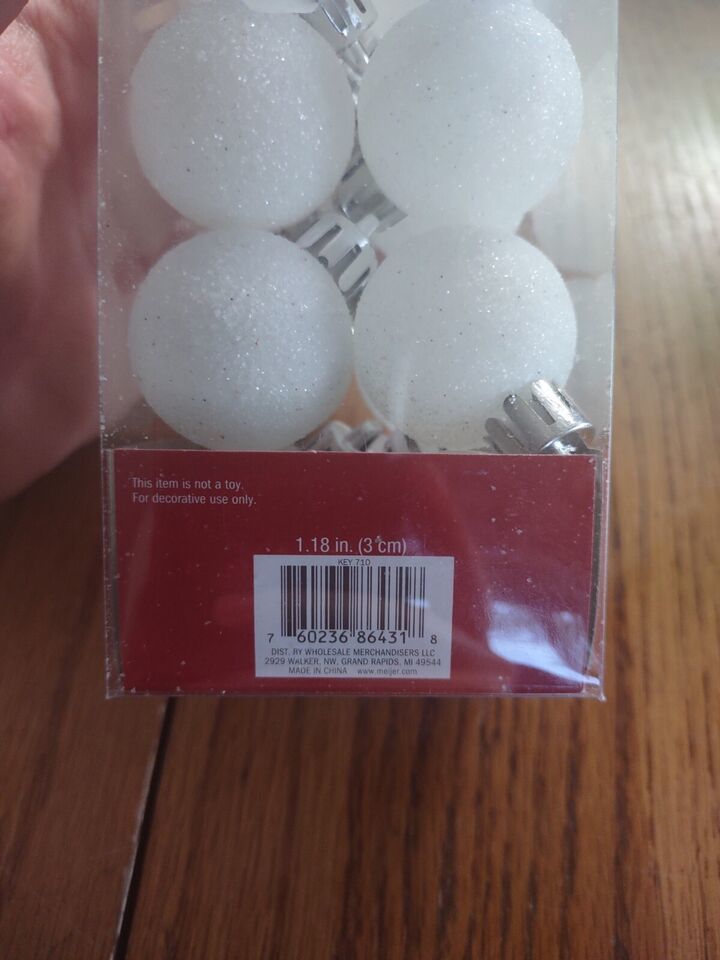 This item is not a toy.
For decorative use only.
1.18 in. (3 cm)
KEY 710
7 60236 86431 8
DIST. BY WHOLESALE MERCHANDISERS LLC
2929 WALKER, NW, GRAND RAPIDS, MI 49544
MADE IN CHINA www.meijer.com